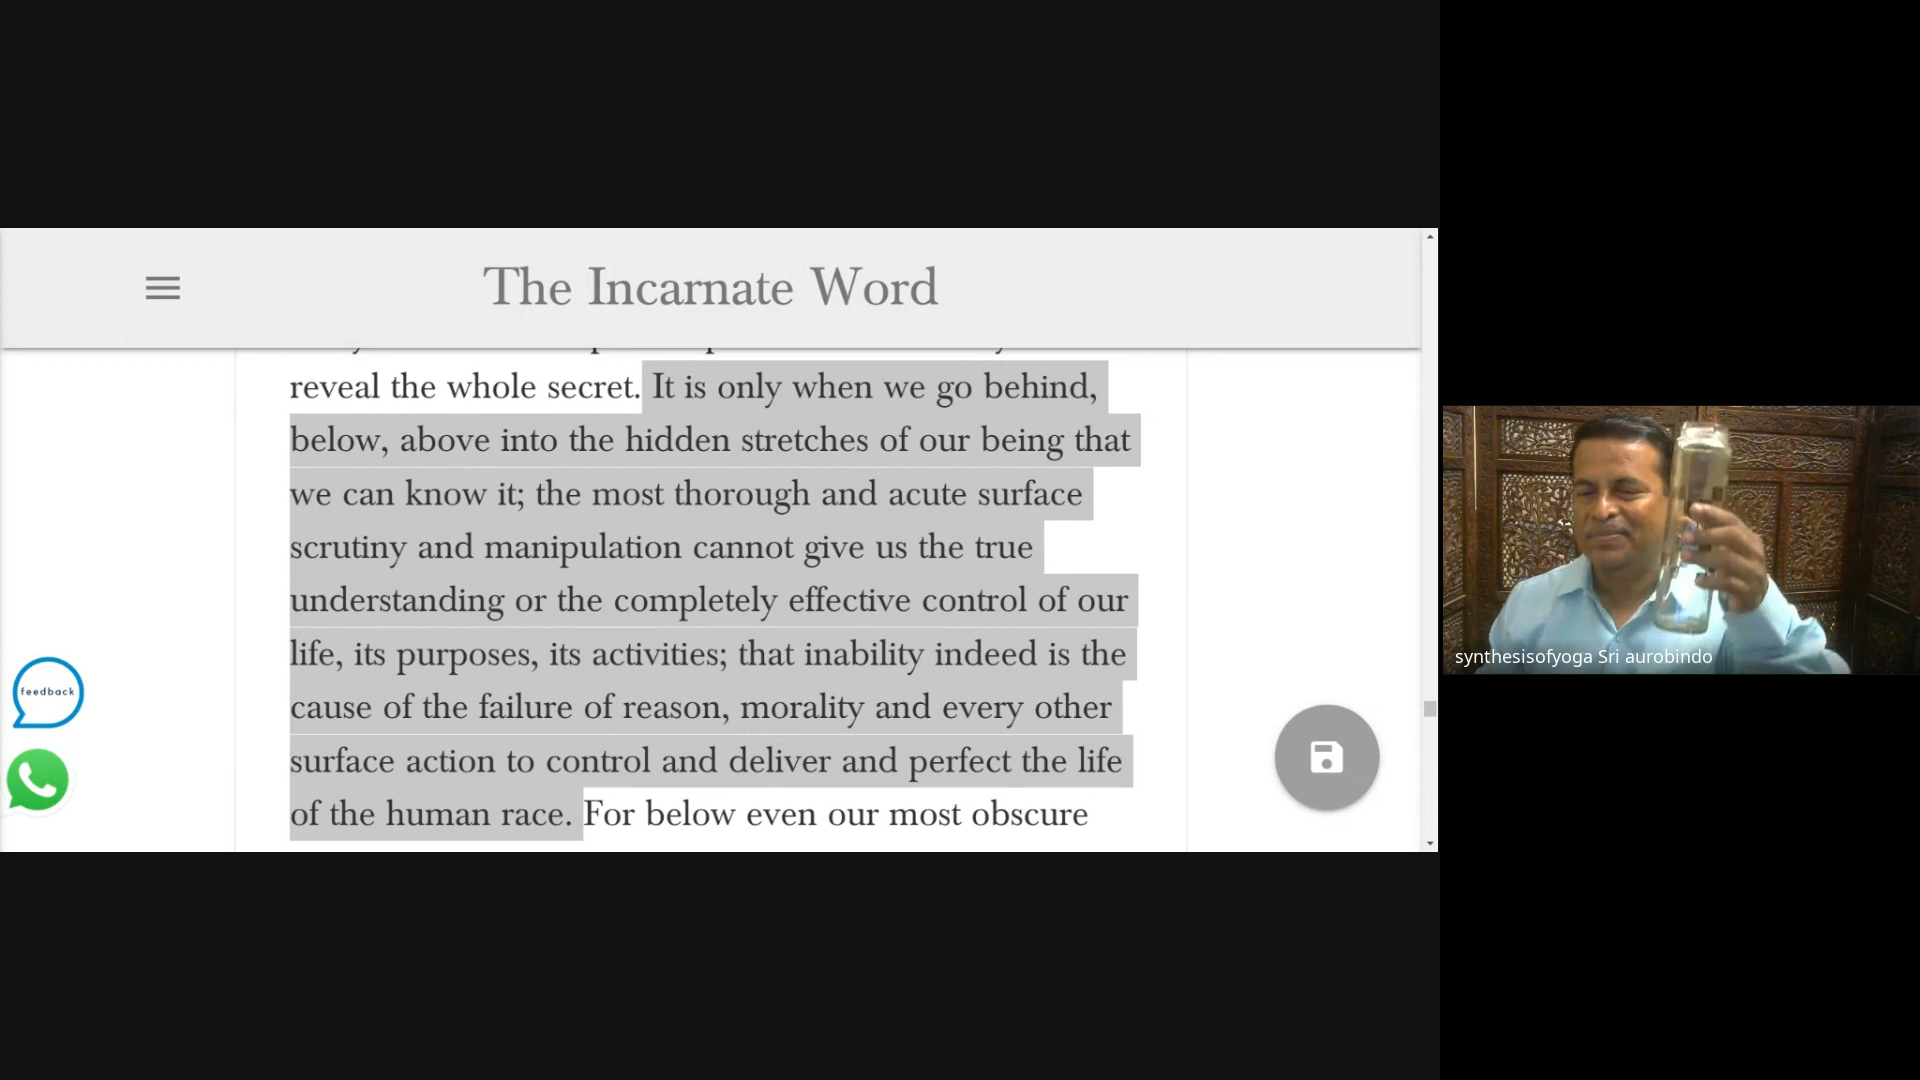 The Incarnate Word
reveal the whole secret. It is only when we go behind,
below, above into the hidden stretches of our being that
we can know it; the most thorough and acute surface
scrutiny and manipulation cannot give us the true
understanding or the completely effective control of our
life, its purposes, its activities; that inability indeed is the
cause of the failure of reason, morality and every other
surface action to control and deliver and perfect the life
of the human race. For below even our most obscure
feedback
synthesisofyoga Sri aurobindo